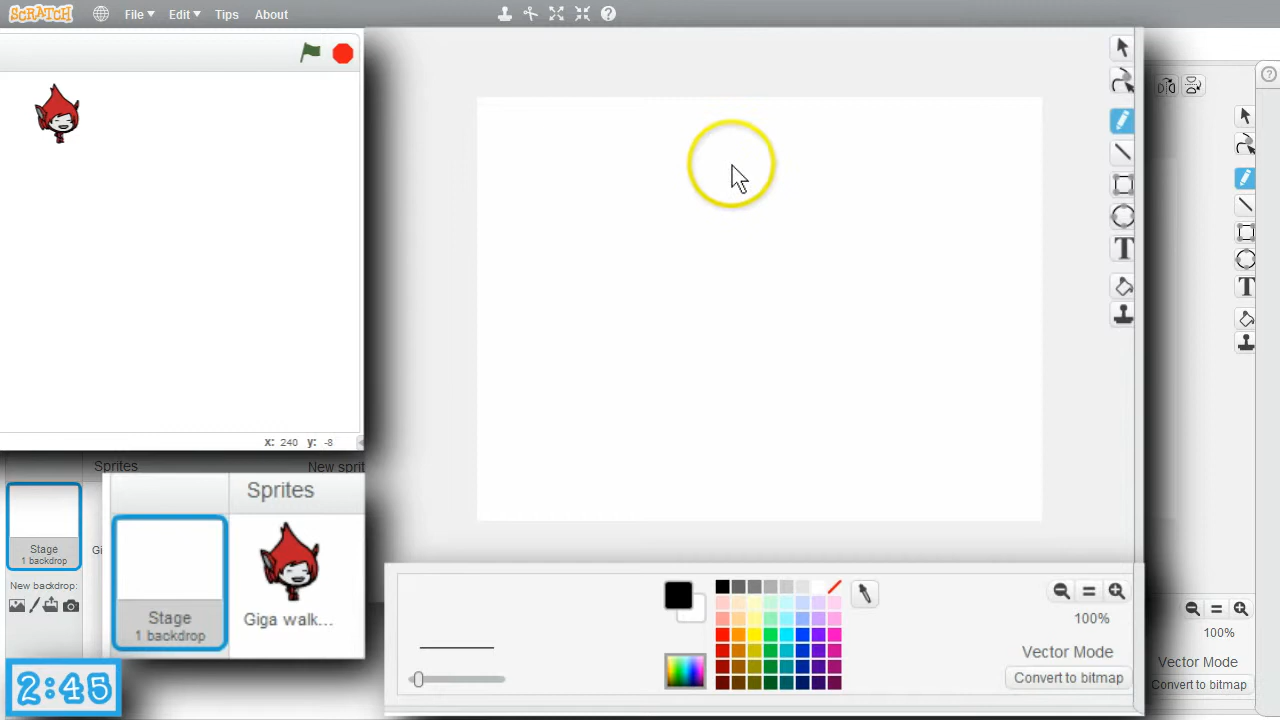 SCRATCH File Edit Tips About
x: 240 y: -8
Sprites New sprit
Sprites
Stage
1 backdrop
Gi
Stage
1 backdrop
Giga walk...
New backdrop:
2:45
T
T
100%
Vector Mode
Convert to bitmap
100%
Vector Mode
Convert to bitmap